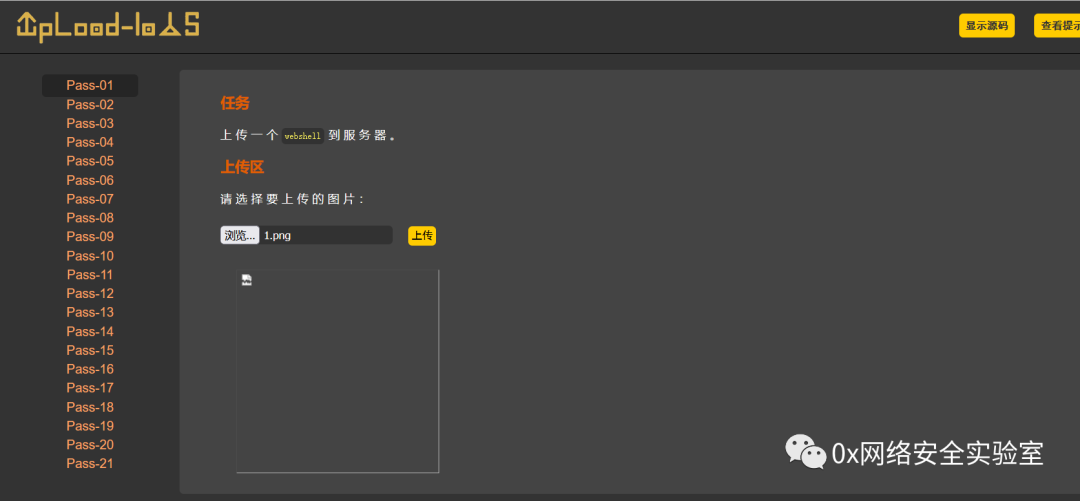 UpLoad-labs
显示源码
查看提示
Pass-01
Pass-02
Pass-03
Pass-04
Pass-05
Pass-06
Pass-07
Pass-08
Pass-09
Pass-10
Pass-11
Pass-12
Pass-13
Pass-14
Pass-15
Pass-16
Pass-17
Pass-18
Pass-19
Pass-20
Pass-21
任务
上传一个 webshell 到服务器。
上传区
请选择要上传的图片：
浏览... 1.png 上传
0x网络安全实验室